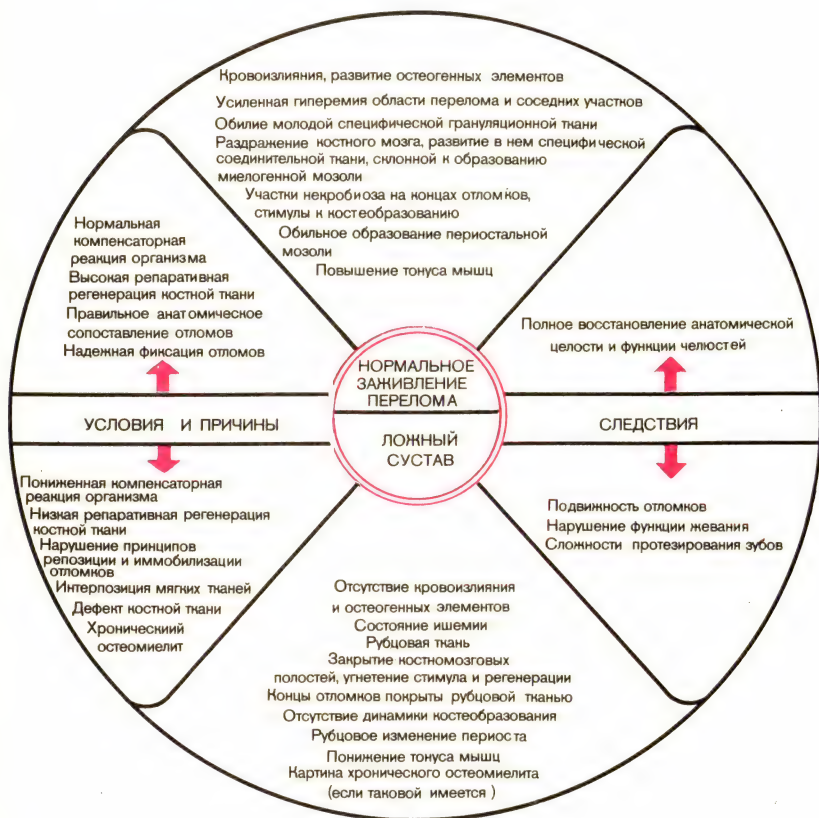 Кровоизлияния, развитие остеогенных элементов
Усиленная гиперемия области перелома и соседних участков
Обилие молодой специфической грануляционной ткани
Раздражение костного мозга, развитие в нем специфической
соединительной ткани, склонной к образованию
миелогенной мозоли
Участки некробиоза на концах отломков,
стимулы к костеобразованию
Обильное образование периостальной
мозоли
Повышение тонуса мышц
Нормальная
компенсаторная
реакция организма
Высокая репаративная
регенерация костной ткани
Правильное анатомическое
сопоставление отломов
Надежная фиксация отломов
Полное восстановление анатомической
целости и функции челюстей
НОРМАЛЬНОЕ
ЗАЖИВЛЕНИЕ
ПЕРЕЛОМА
УСЛОВИЯ И ПРИЧИНЫ
ЛОЖНЫЙ
СУСТАВ
СЛЕДСТВИЯ
Пониженная компенсаторная
реакция организма
Низкая репаративная регенерация
костной ткани
Нарушение принципов
репозиции и иммобилизации
отломков
Интерпозиция мягких тканей
Дефект костной ткани
Хроническиий
остеомиелит
Подвижность отломков
Нарушение функции жевания
Сложности протезирования зубов
Отсутствие кровоизлияния
и остеогенных элементов
Состояние ишемии
Рубцовая ткань
Закрытие костномозговых
полостей, угнетение стимула и регенерации
Концы отломков покрыты рубцовой тканью
Отсутствие динамики костеобразования
Рубцовое изменение периоста
Понижение тонуса мышц
Картина хронического остеомиелита
(если таковой имеется )